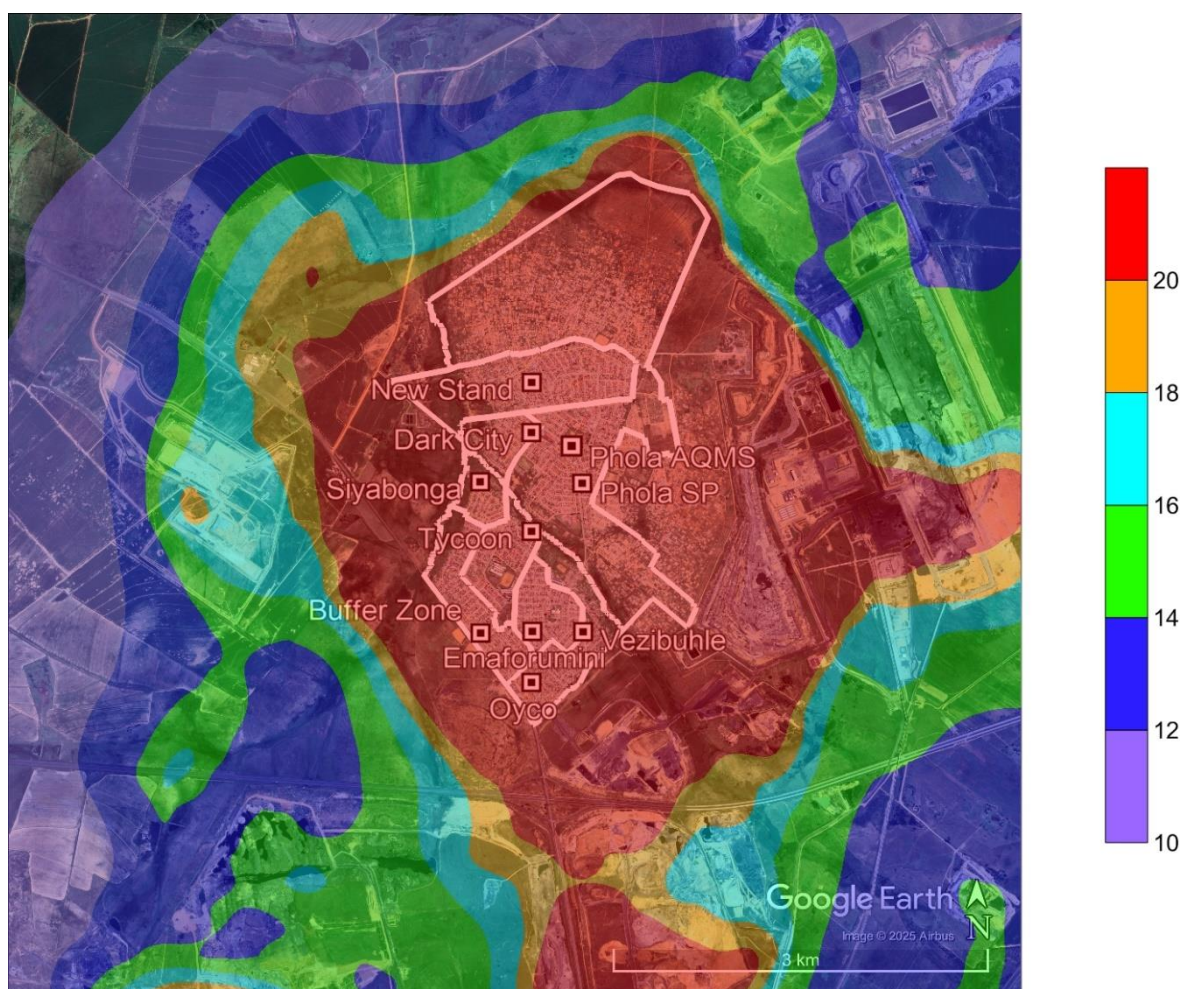 New Stand
Dark City
Phola AQMS
Siyabonga
Phola SP
Tycoon
Buffer Zone
Vezibuhle
Emaforumini
Oyco
Google Earth
Image © 2025 Airbus
N
3 km
20
18
16
14
12
10